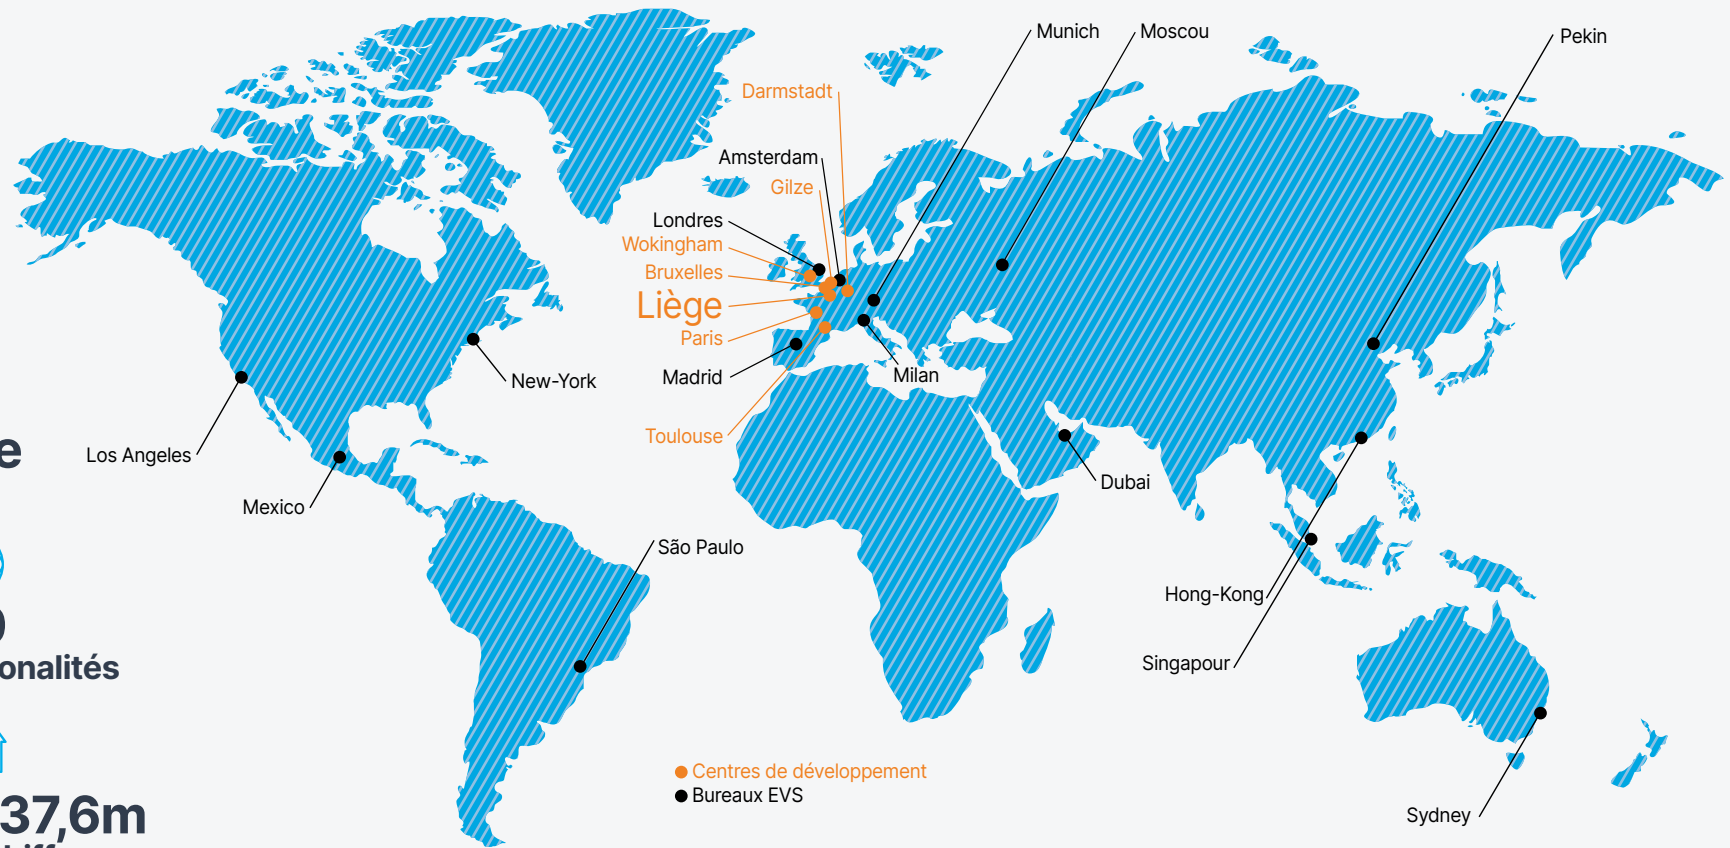 Munich
Moscou
Pekin
Darmstadt
Amsterdam
Gilze
Londres
Wokingham
Bruxelles
Liège
Paris
Madrid
Milan
New-York
Toulouse
Los Angeles
Mexico
Dubai
São Paulo
Hong-Kong
Singapour
Sydney
e
onalités
37,6m
Centres de développement
Bureaux EVS